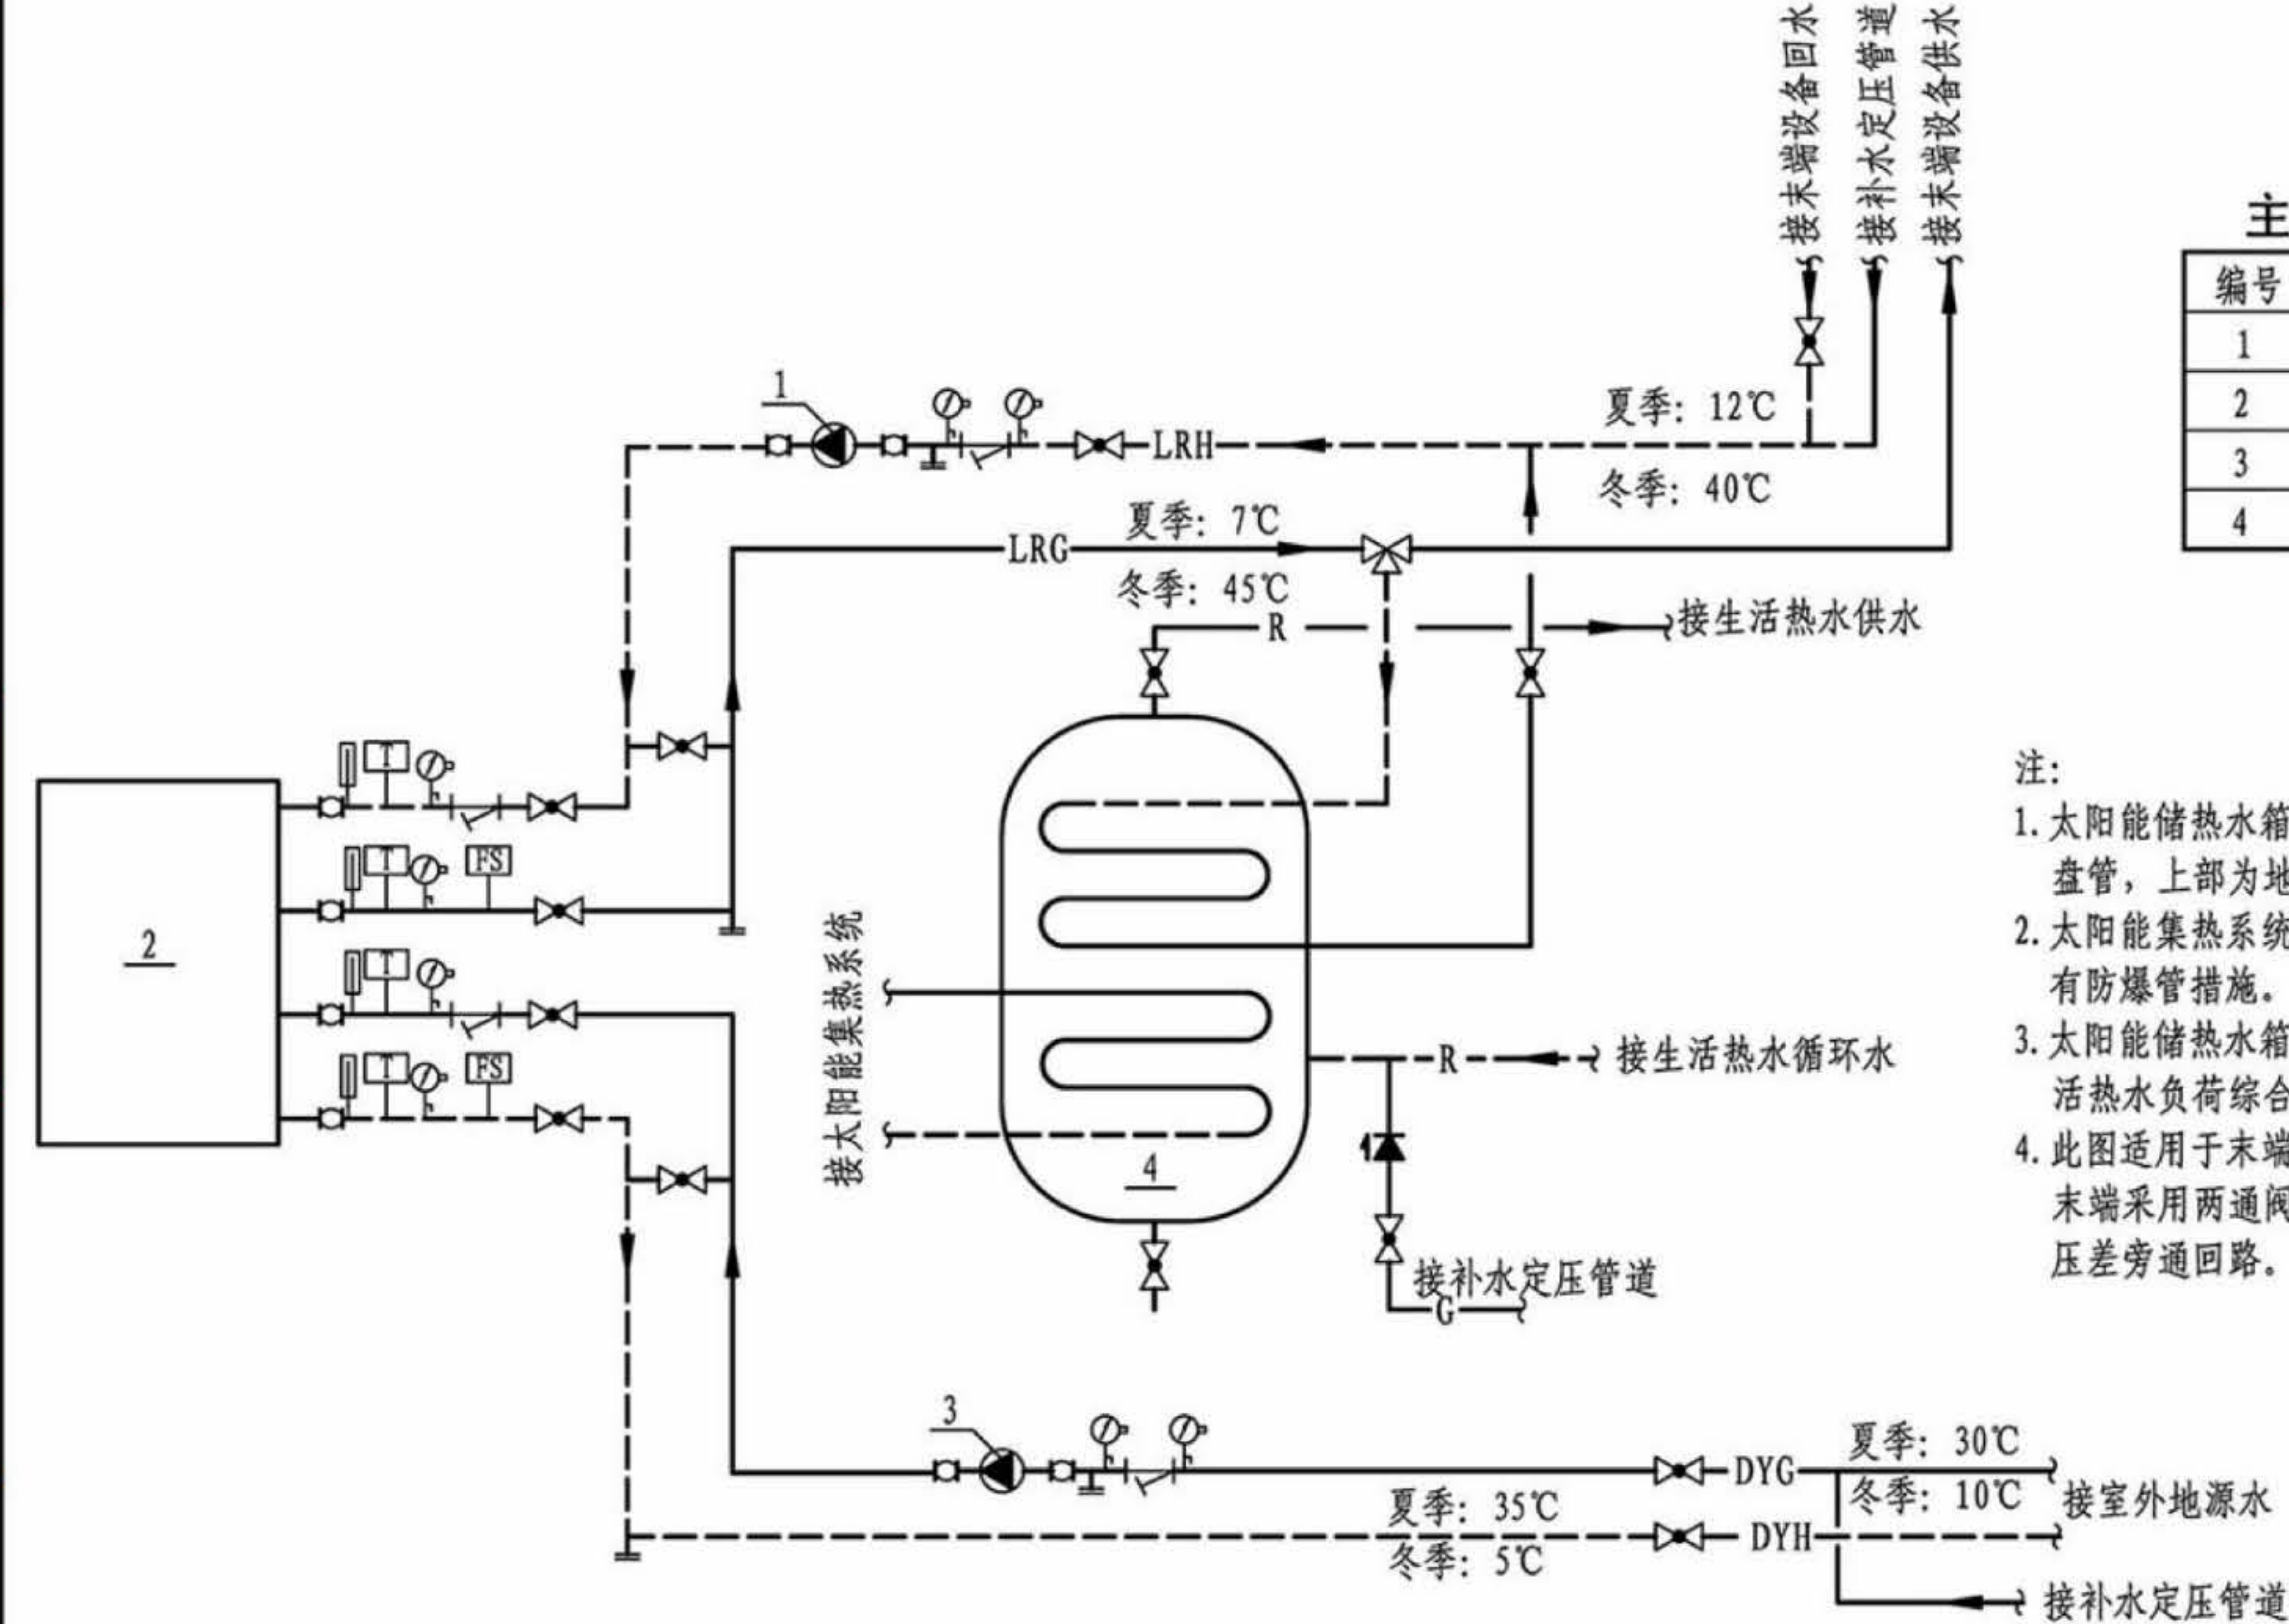 接末端设备回水
接补水定压管道
接末端设备供水
主
编号
1
2
3
4
1
夏季: 12℃
LRH
冬季: 40℃
夏季: 7℃
LRG
冬季: 45℃
R
接生活热水供水
T
T
FS
2
T
T
FS
接太阳能集热系统
R
接生活热水循环水
4
接补水定压管道
G
注:
1. 太阳能储热水箱
盘管，上部为地
2. 太阳能集热系统
有防爆管措施。
3. 太阳能储热水箱
活热水负荷综合
4. 此图适用于末端
末端采用两通阀
压差旁通回路。
3
DYG
夏季: 30℃
冬季: 10℃
接室外地源水
夏季: 35℃
DYH
冬季: 5℃
接补水定压管道